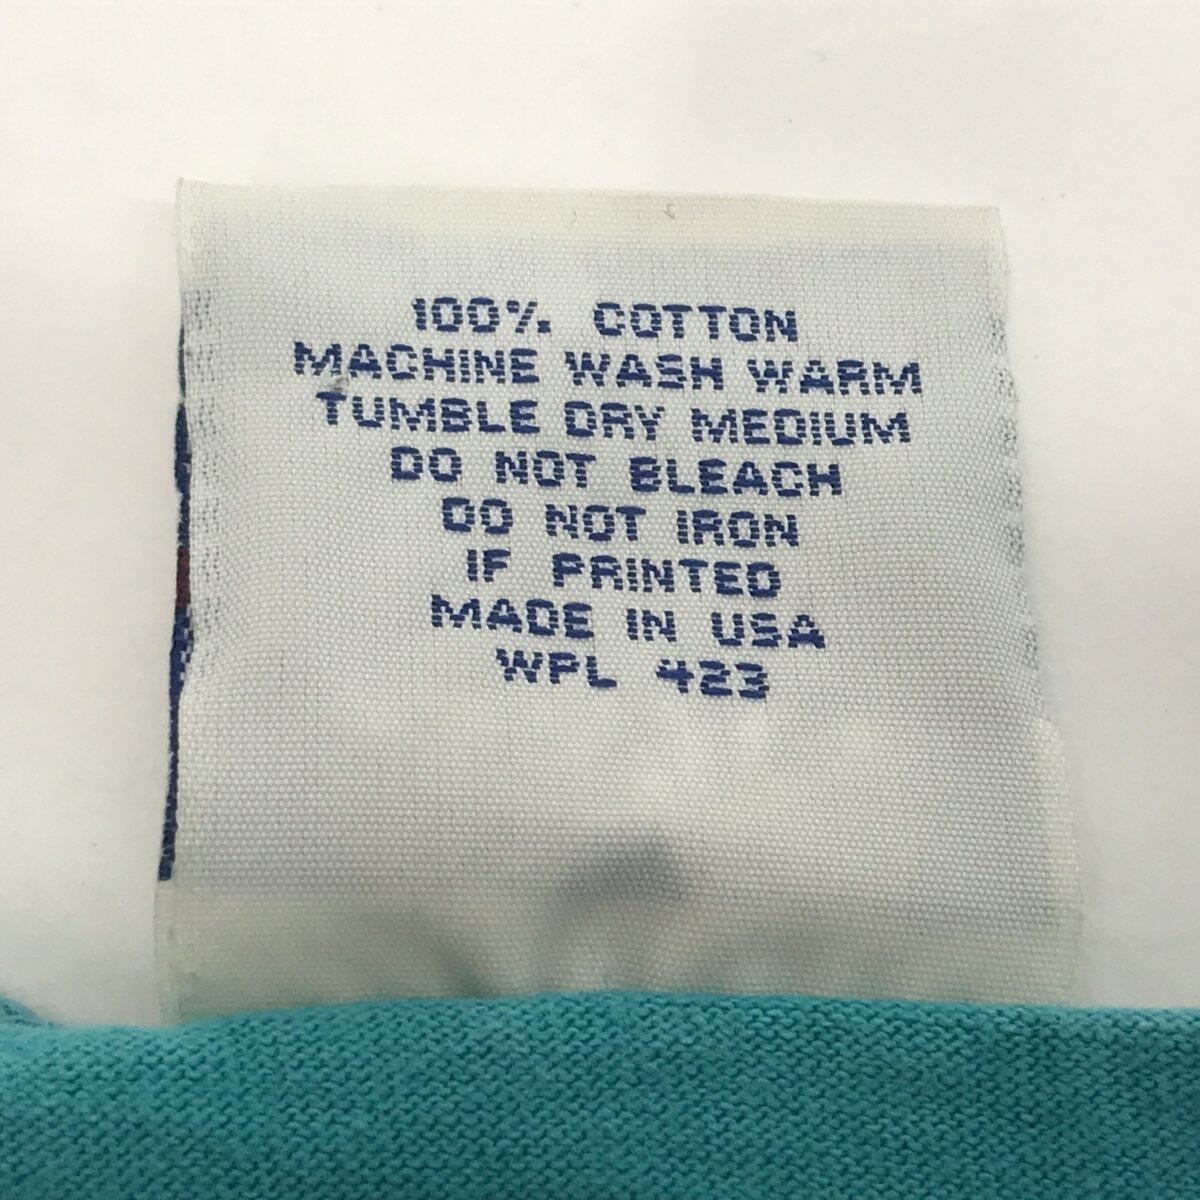 100% COTTON
MACHINE WASH WARM
TUMBLE DRY MEDIUM
DO NOT BLEACH
DO NOT IRON
IF PRINTED
MADE IN USA
WPL 423